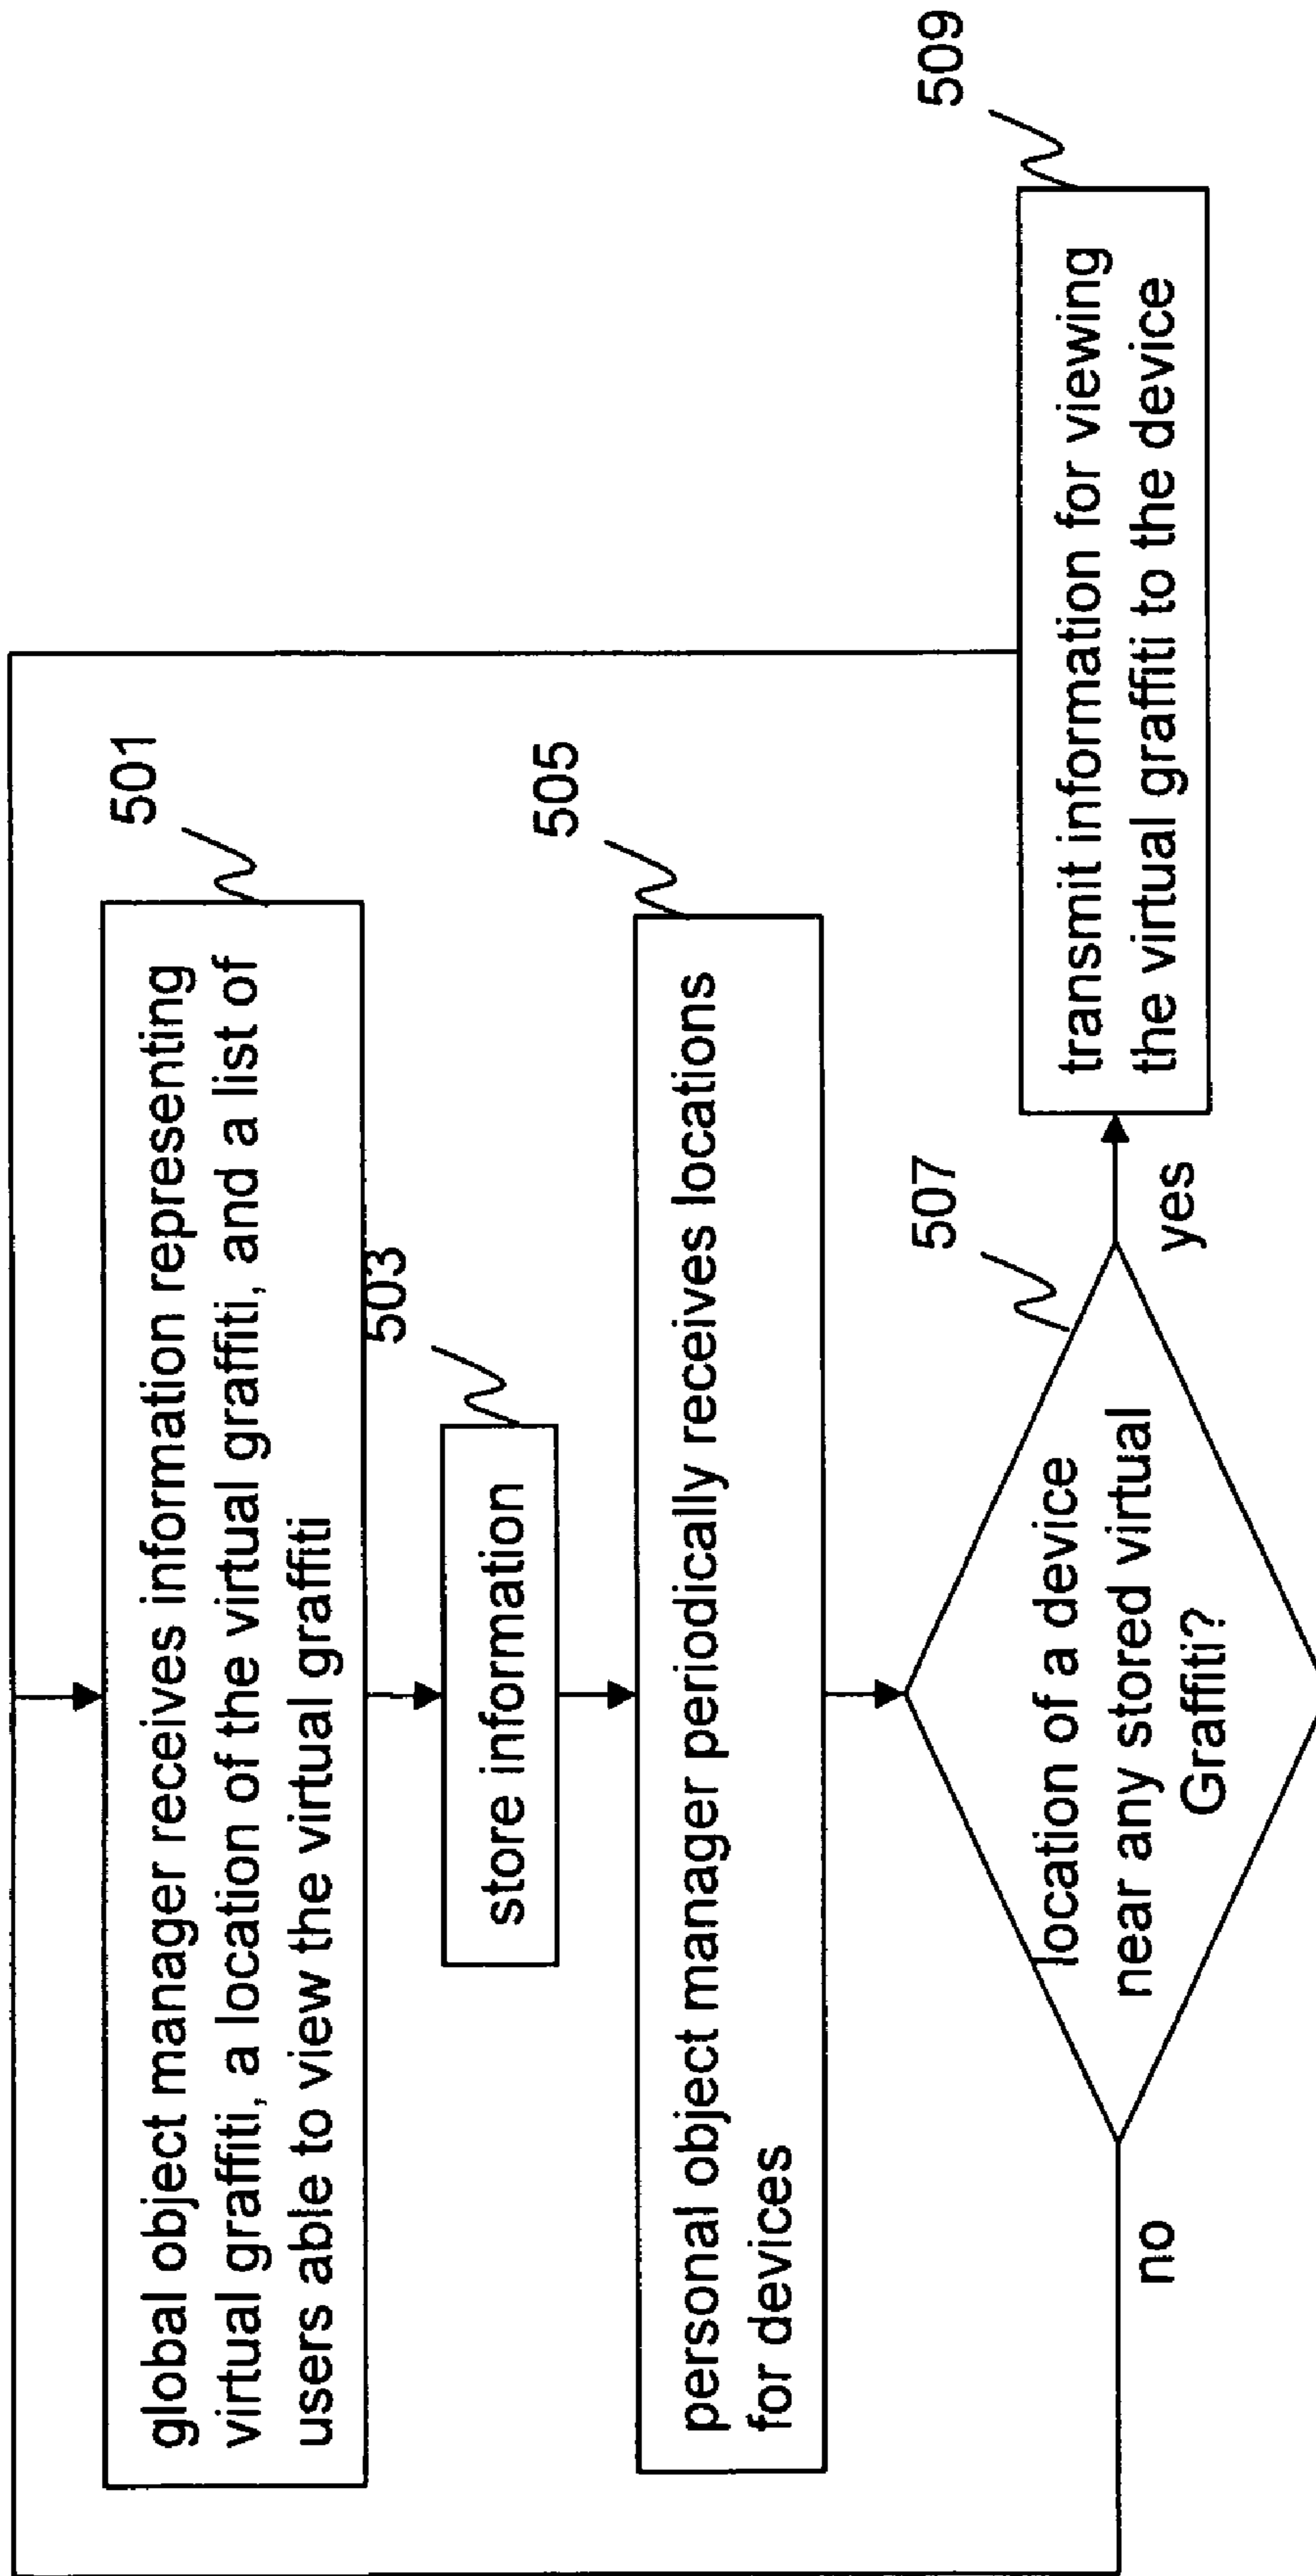 501
global object manager receives information representing
virtual graffiti, a location of the virtual graffiti, and a list of
users able to view the virtual graffiti
503
store information
505
personal object manager periodically receives locations
for devices
507
location of a device
near any stored virtual
Graffiti?
no
yes
509
transmit information for viewing
the virtual graffiti to the device